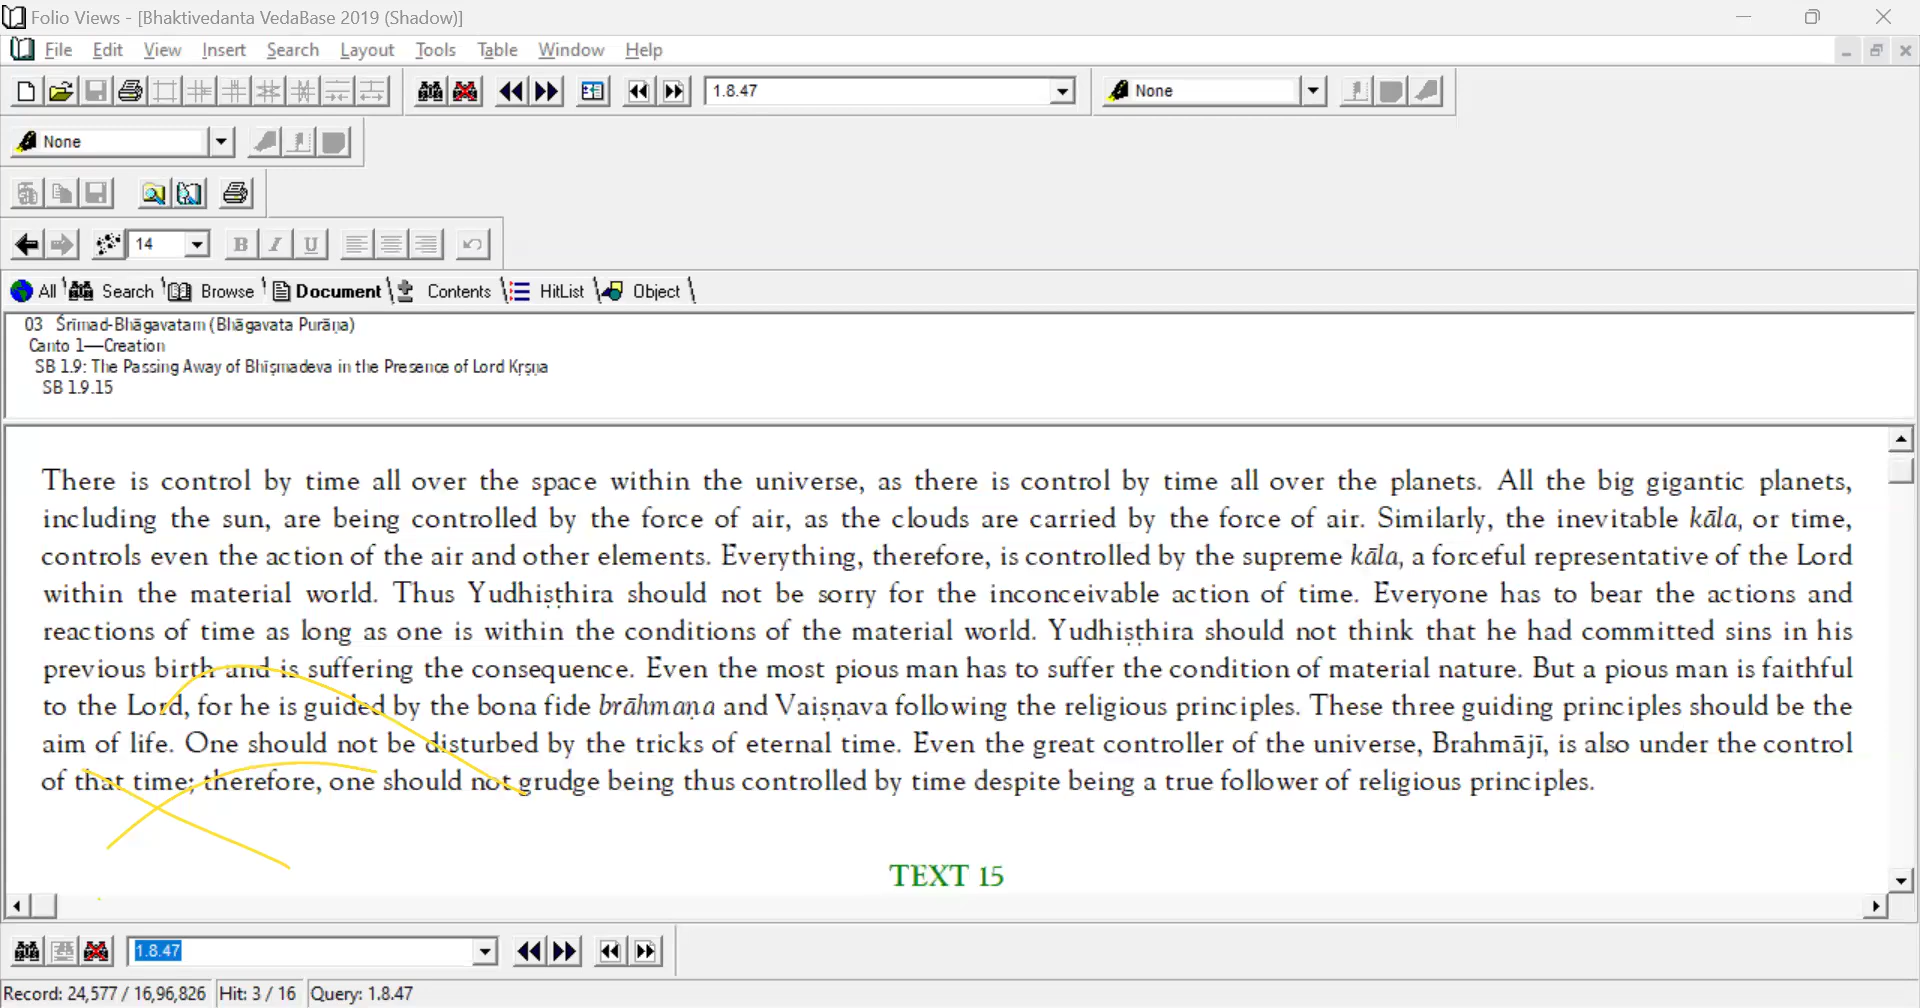 Folio Views - [Bhaktivedanta VedaBase 2019 (Shadow)]
File Edit View Insert Search Layout Tools Table Window Help
1.8.47 None
None
14 B I U
All Search Browse Document Contents HitList Object
03 Śrīmad-Bhāgavatam (Bhāgavata Purāṇa)
Canto 1—Creation
SB 1.9: The Passing Away of Bhīṣmadeva in the Presence of Lord Kṛṣṇa
SB 1.9.15
There is control by time all over the space within the universe, as there is control by time all over the planets. All the big gigantic planets,
including the sun, are being controlled by the force of air, as the clouds are carried by the force of air. Similarly, the inevitable kāla, or time,
controls even the action of the air and other elements. Everything, therefore, is controlled by the supreme kāla, a forceful representative of the Lord
within the material world. Thus Yudhiṣṭhira should not be sorry for the inconceivable action of time. Everyone has to bear the actions and
reactions of time as long as one is within the conditions of the material world. Yudhiṣṭhira should not think that he had committed sins in his
previous birth and is suffering the consequence. Even the most pious man has to suffer the condition of material nature. But a pious man is faithful
to the Lord, for he is guided by the bona fide brāhmaṇa and Vaiṣṇava following the religious principles. These three guiding principles should be the
aim of life. One should not be disturbed by the tricks of eternal time. Even the great controller of the universe, Brahmājī, is also under the control
of that time; therefore, one should not grudge being thus controlled by time despite being a true follower of religious principles.
TEXT 15
1.8.47
Record: 24,577 / 16,96,826 Hit: 3 / 16 Query: 1.8.47